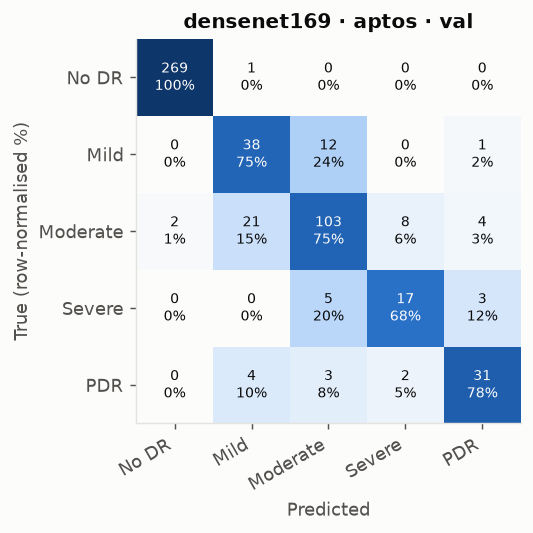 densenet169 · aptos · val
True (row-normalised %)
No DR
269 1 0 0 0
100% 0% 0% 0% 0%
Mild
0 38 12 0 1
0% 75% 24% 0% 2%
Moderate
2 21 103 8 4
1% 15% 75% 6% 3%
Severe
0 0 5 17 3
0% 0% 20% 68% 12%
PDR
0 4 3 2 31
0% 10% 8% 5% 78%
No DR Mild Moderate Severe PDR
Predicted